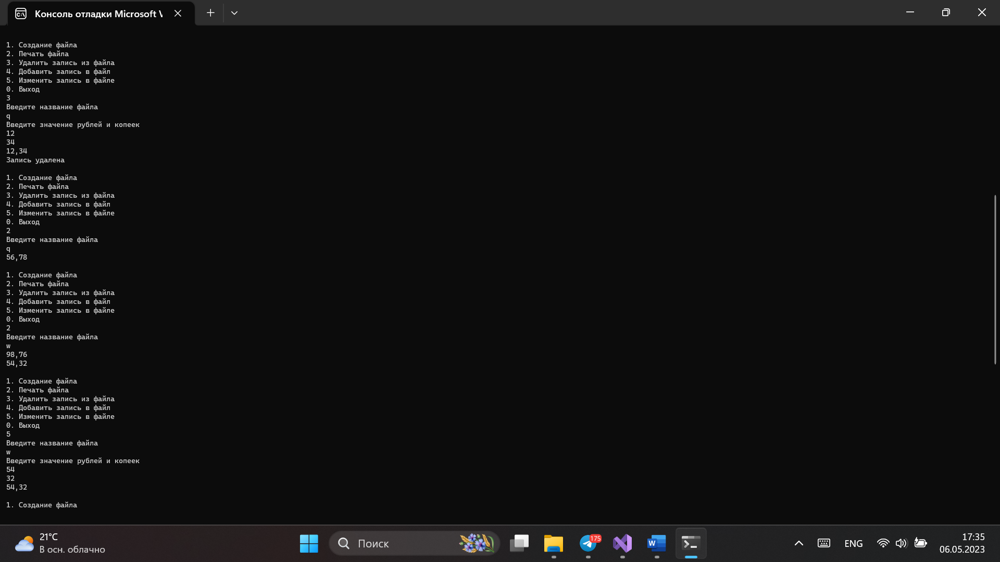 Консоль отладки Microsoft V
1. Создание файла
2. Печать файла
3. Удалить запись из файла
4. Добавить запись в файл
5. Изменить запись в файле
0. Выход
3
Введите название файла
q
Введите значение рублей и копеек
12
34
12,34
Запись удалена
1. Создание файла
2. Печать файла
3. Удалить запись из файла
4. Добавить запись в файл
5. Изменить запись в файле
0. Выход
2
Введите название файла
q
56,78
1. Создание файла
2. Печать файла
3. Удалить запись из файла
4. Добавить запись в файл
5. Изменить запись в файле
0. Выход
2
Введите название файла
w
98,76
54,32
1. Создание файла
2. Печать файла
3. Удалить запись из файла
4. Добавить запись в файл
5. Изменить запись в файле
0. Выход
5
Введите название файла
w
Введите значение рублей и копеек
54
32
54,32
1. Создание файла
21°C
В осн. облачно
Поиск
175
W
ENG
17:35
06.05.2023